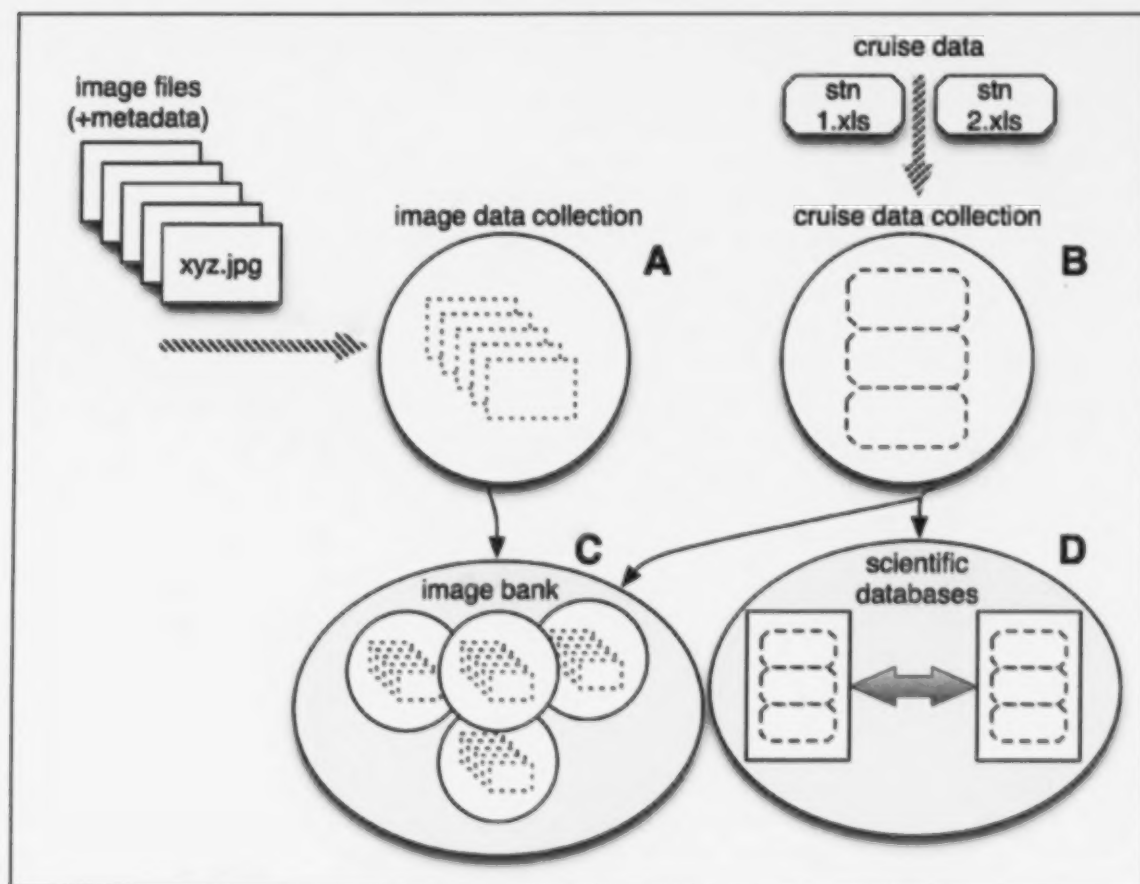 image files
(+metadata)
xyz.jpg
cruise data
stn
1.xls
stn
2.xls
image data collection
A
cruise data collection
B
C
image bank
D
scientific
databases